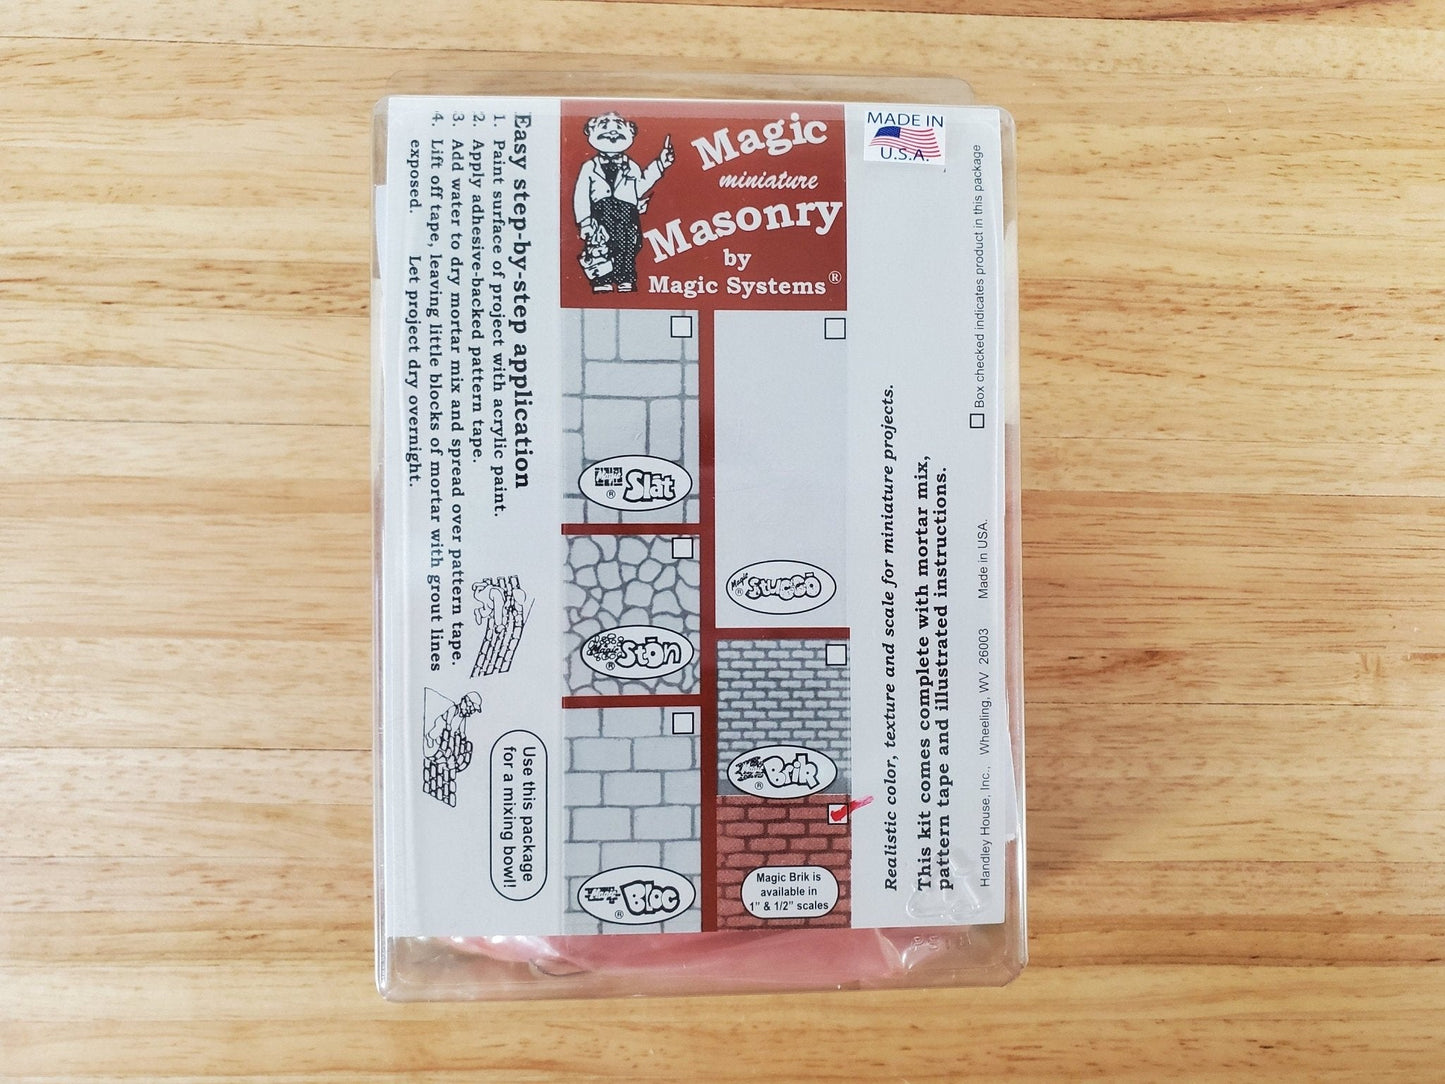 Magic
miniature
Masonry
by
Magic Systems®
MADE IN
U.S.A.
Easy step-by-step application
1. Paint surface of project with acrylic paint.
2. Apply adhesive-backed pattern tape.
3. Add water to dry mortar mix and spread over pattern tape.
4. Lift off tape, leaving little blocks of mortar with grout lines
exposed. Let project dry overnight.
Use this package
for a mixing bowl!
Slat
®
Magic
Ston
®
Magic
Bloc
®
Magic
Stucco
®
Brik
®
Magic Brik is
available in
1" & 1/2" scales
Realistic color, texture and scale for miniature projects.
This kit comes complete with mortar mix,
pattern tape and illustrated instructions.
Box checked indicates product in this package
Handley House, Inc., Wheeling, WV 26003 Made in USA.